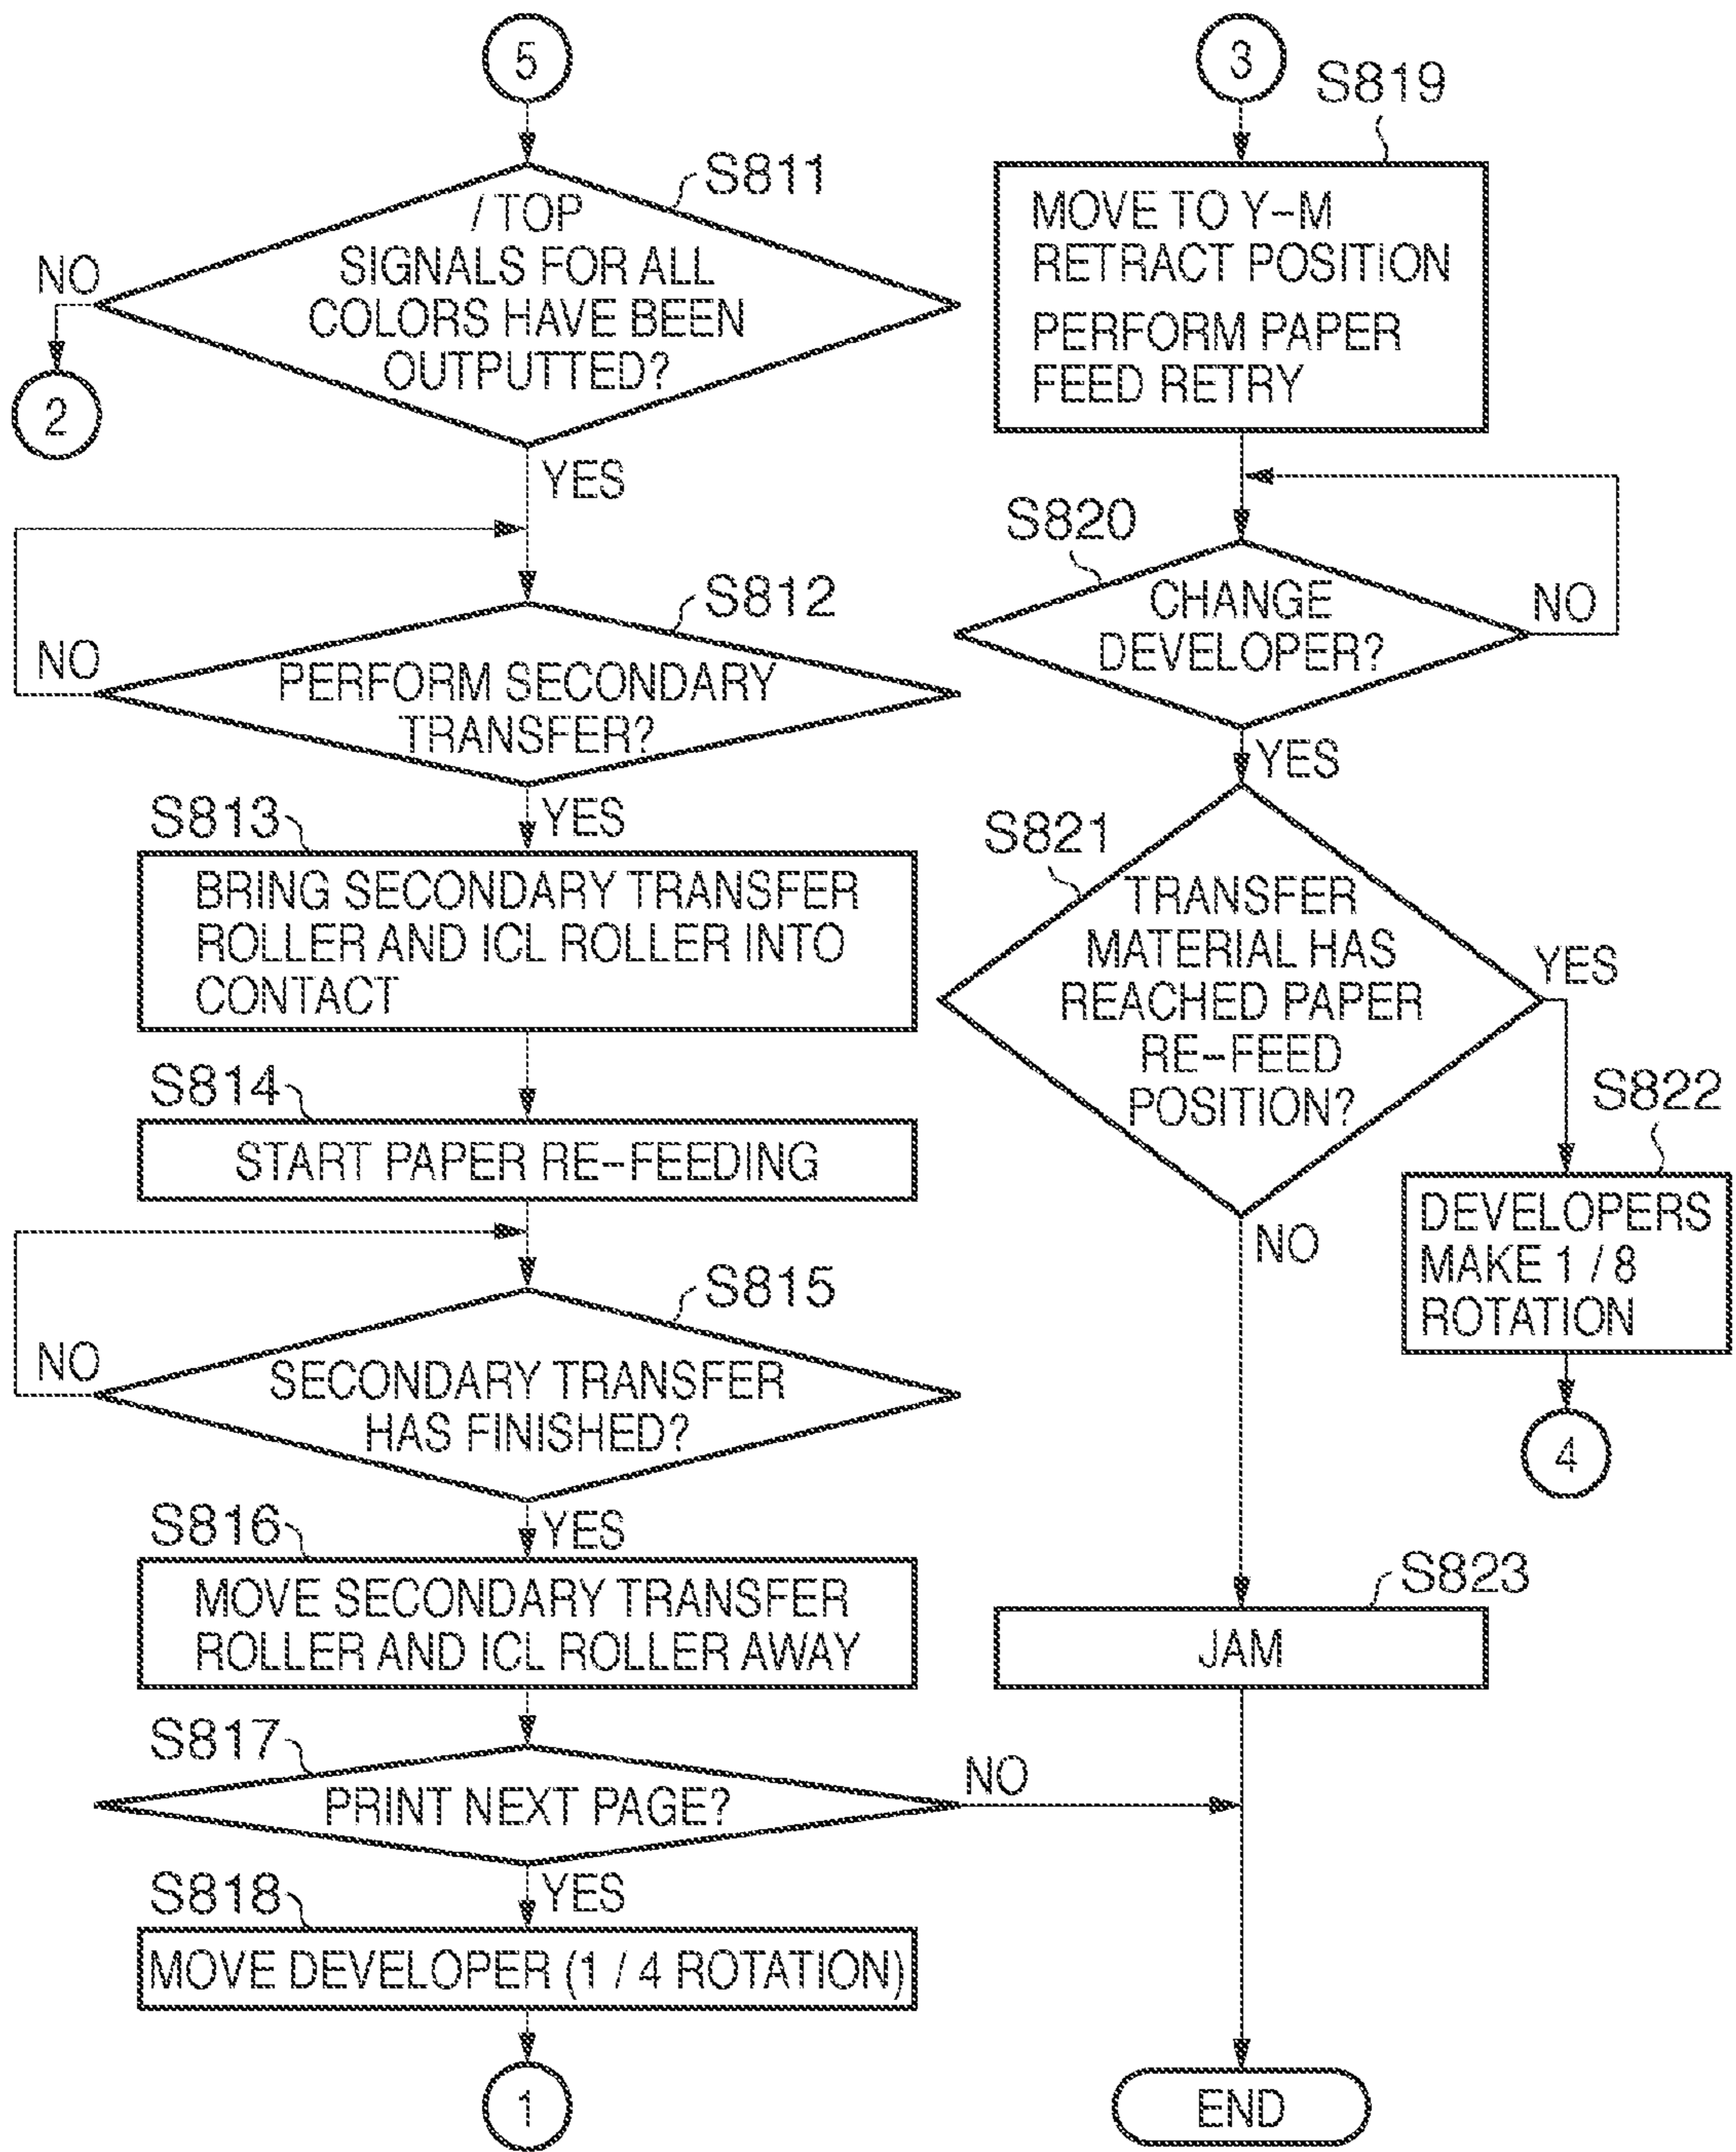 5
S811
/ TOP
SIGNALS FOR ALL
COLORS HAVE BEEN
OUTPUTTED?
NO
2
YES
S812
PERFORM SECONDARY
TRANSFER?
NO
YES
S813
BRING SECONDARY TRANSFER
ROLLER AND ICL ROLLER INTO
CONTACT
S814
START PAPER RE-FEEDING
S815
SECONDARY TRANSFER
HAS FINISHED?
NO
YES
S816
MOVE SECONDARY TRANSFER
ROLLER AND ICL ROLLER AWAY
S817
PRINT NEXT PAGE?
NO
YES
S818
MOVE DEVELOPER (1 / 4 ROTATION)
1
3
S819
MOVE TO Y-M
RETRACT POSITION
PERFORM PAPER
FEED RETRY
S820
CHANGE
DEVELOPER?
NO
YES
S821
TRANSFER
MATERIAL HAS
REACHED PAPER
RE-FEED
POSITION?
YES
S822
DEVELOPERS
MAKE 1 / 8
ROTATION
4
NO
S823
JAM
END